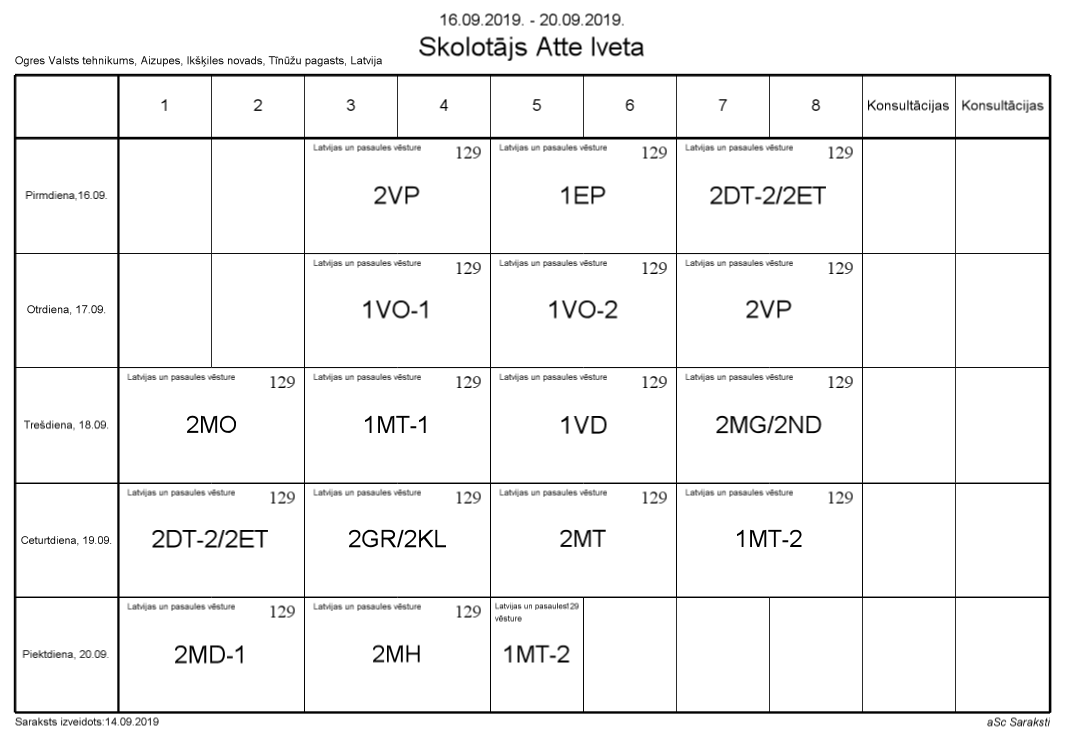 16.09.2019. - 20.09.2019.
Skolotājs Atte Iveta
Ogres Valsts tehnikums, Aizupes, Ikšķiles novads, Tīnūžu pagasts, Latvija
1 2 3 4 5 6 7 8 Konsultācijas Konsultācijas
Latvijas un pasaules vēsture 129 Latvijas un pasaules vēsture 129 Latvijas un pasaules vēsture 129
Pirmdiena,16.09. 2VP 1EP 2DT-2/2ET
Latvijas un pasaules vēsture 129 Latvijas un pasaules vēsture 129 Latvijas un pasaules vēsture 129
Otrdiena, 17.09. 1VO-1 1VO-2 2VP
Latvijas un pasaules vēsture 129 Latvijas un pasaules vēsture 129 Latvijas un pasaules vēsture 129 Latvijas un pasaules vēsture 129
Trešdiena, 18.09. 2MO 1MT-1 1VD 2MG/2ND
Latvijas un pasaules vēsture 129 Latvijas un pasaules vēsture 129 Latvijas un pasaules vēsture 129 Latvijas un pasaules vēsture 129
Ceturtdiena, 19.09. 2DT-2/2ET 2GR/2KL 2MT 1MT-2
Latvijas un pasaules vēsture 129 Latvijas un pasaules vēsture 129 Latvijas un pasaules 129
vēsture
Piektdiena, 20.09. 2MD-1 2MH 1MT-2
Saraksts izveidots:14.09.2019 aSc Saraksti